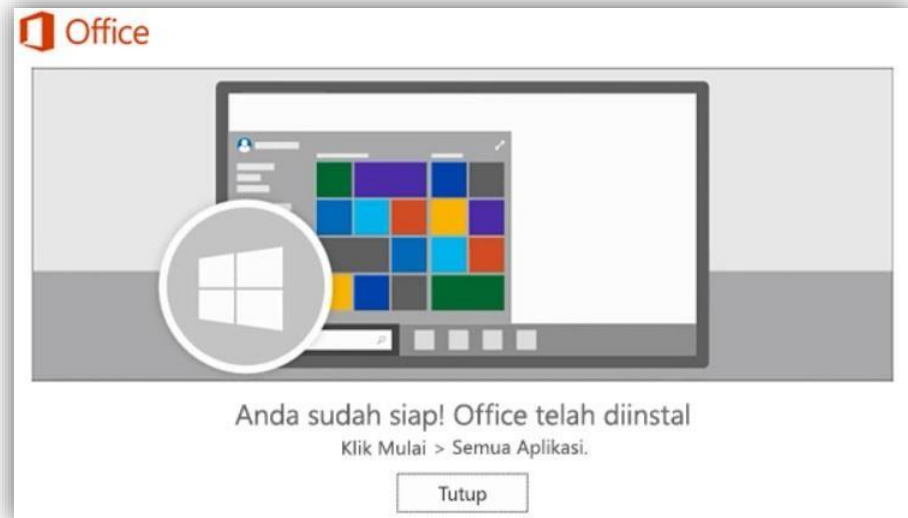 Office
Anda sudah siap! Office telah diinstal
Klik Mulai > Semua Aplikasi.
Tutup